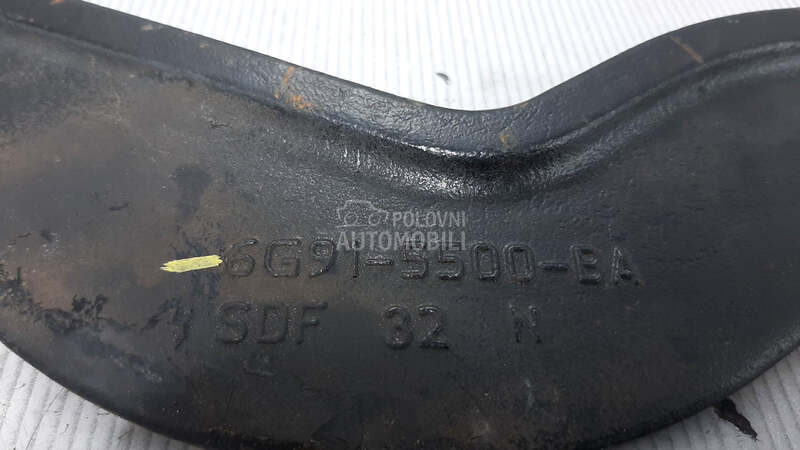 POLOVNI
AUTOMOBILI
6G91-5500-BA
SDF 32 N